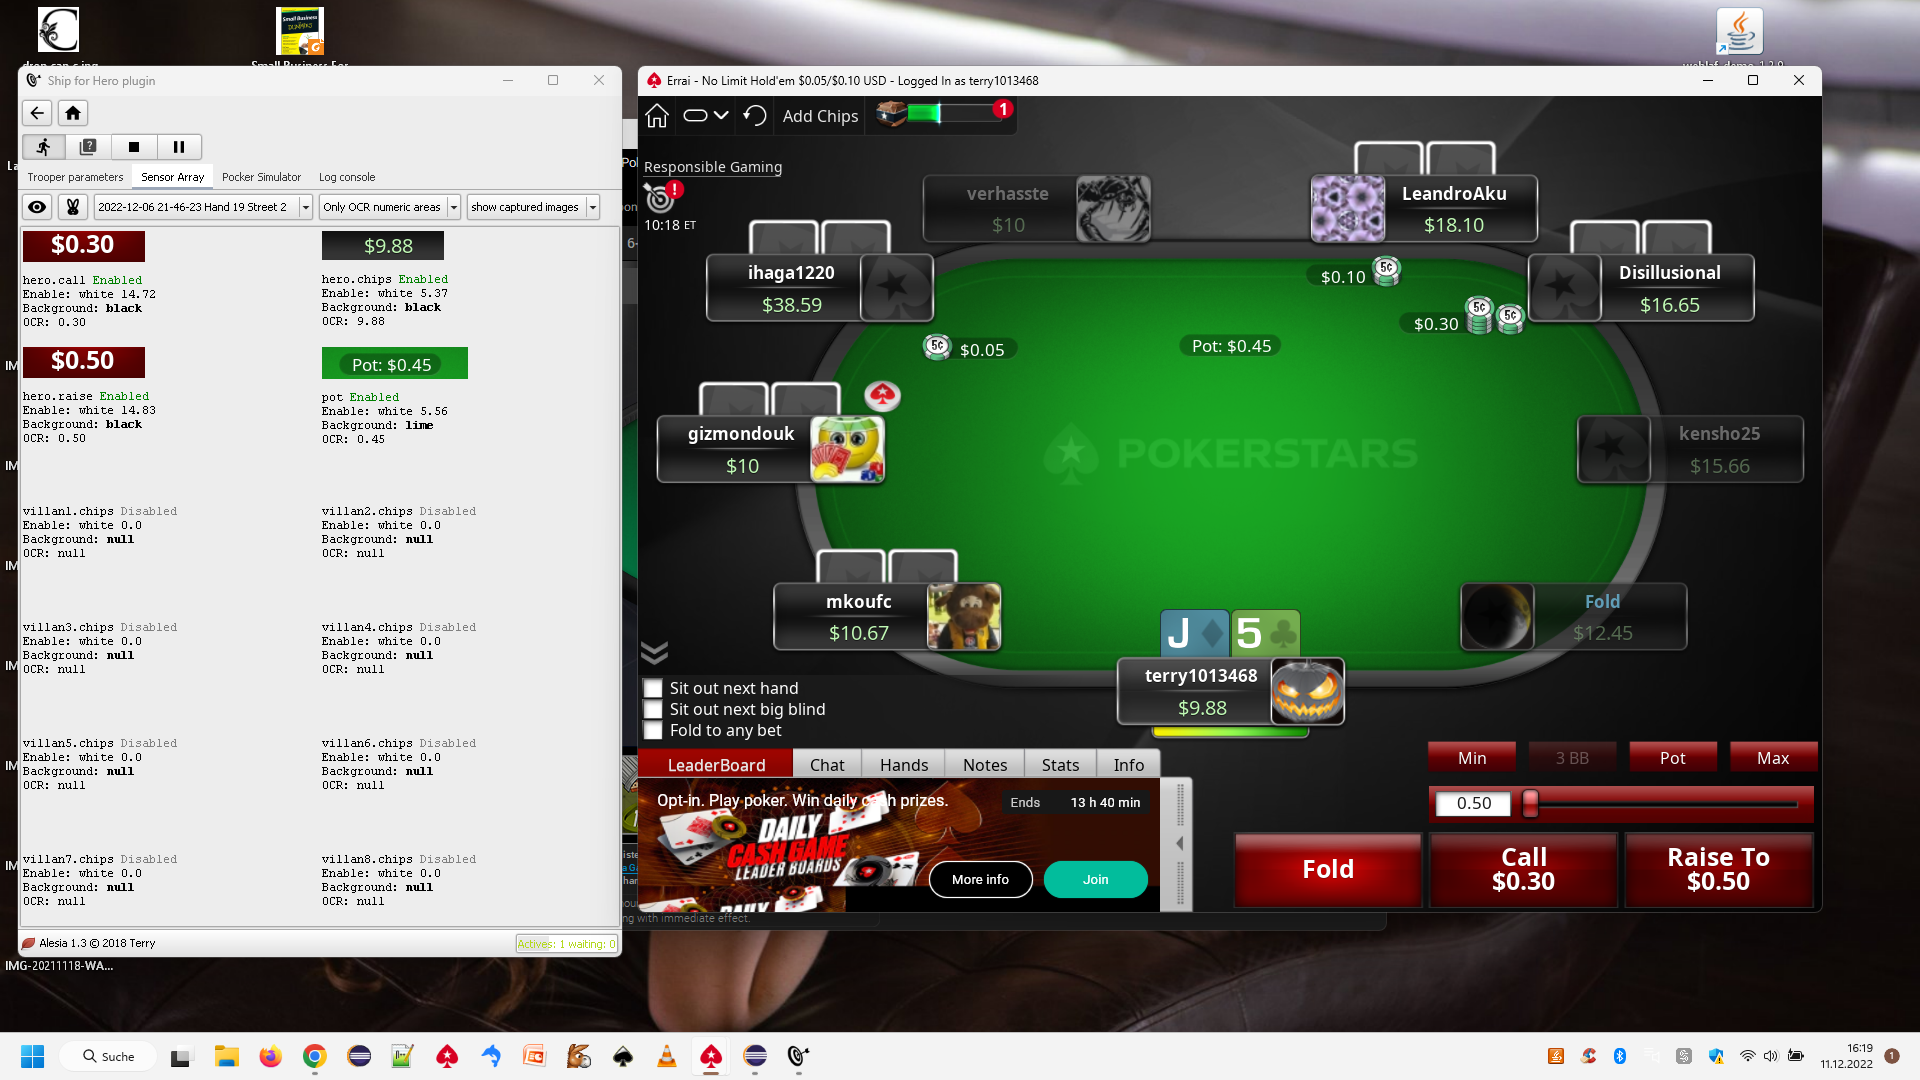 Ship for Hero plugin
Trooper parameters
Sensor Array
Pocker Simulator
Log console
2022-12-06 21-46-23 Hand 19 Street 2
Only OCR numeric areas
show captured images
$0.30
hero.call Enabled
Enable: white 14.72
Background: black
OCR: 0.30
$9.88
hero.chips Enabled
Enable: white 5.37
Background: black
OCR: 9.88
$0.50
hero.raise Enabled
Enable: white 14.83
Background: black
OCR: 0.50
Pot: $0.45
pot Enabled
Enable: white 5.56
Background: lime
OCR: 0.45
villan1.chips Disabled
Enable: white 0.0
Background: null
OCR: null
villan2.chips Disabled
Enable: white 0.0
Background: null
OCR: null
villan3.chips Disabled
Enable: white 0.0
Background: null
OCR: null
villan4.chips Disabled
Enable: white 0.0
Background: null
OCR: null
villan5.chips Disabled
Enable: white 0.0
Background: null
OCR: null
villan6.chips Disabled
Enable: white 0.0
Background: null
OCR: null
villan7.chips Disabled
Enable: white 0.0
Background: null
OCR: null
villan8.chips Disabled
Enable: white 0.0
Background: null
OCR: null
Alesia 1.3 © 2018 Terry
Actives: 1 waiting: 0
IMG-20211118-WA...
Errai - No Limit Hold'em $0.05/$0.10 USD - Logged In as terry1013468
Add Chips
1
Responsible Gaming
10:18 ET
verhasste
$10
LeandroAku
$18.10
ihaga1220
$38.59
Disillusional
$16.65
$0.10
5¢
$0.30
5¢
5¢
5¢
$0.05
Pot: $0.45
gizmondouk
$10
POKERSTARS
kensho25
$15.66
mkoufc
$10.67
J
5
Fold
$12.45
terry1013468
$9.88
Sit out next hand
Sit out next big blind
Fold to any bet
LeaderBoard
Chat
Hands
Notes
Stats
Info
Opt-in. Play poker. Win daily cash prizes.
Ends 13 h 40 min
DAILY
CASH GAME
LEADER BOARDS
More info
Join
Min
3 BB
Pot
Max
0.50
Fold
Call
$0.30
Raise To
$0.50
ng with immediate effect.
Suche
16:19
11.12.2022
1